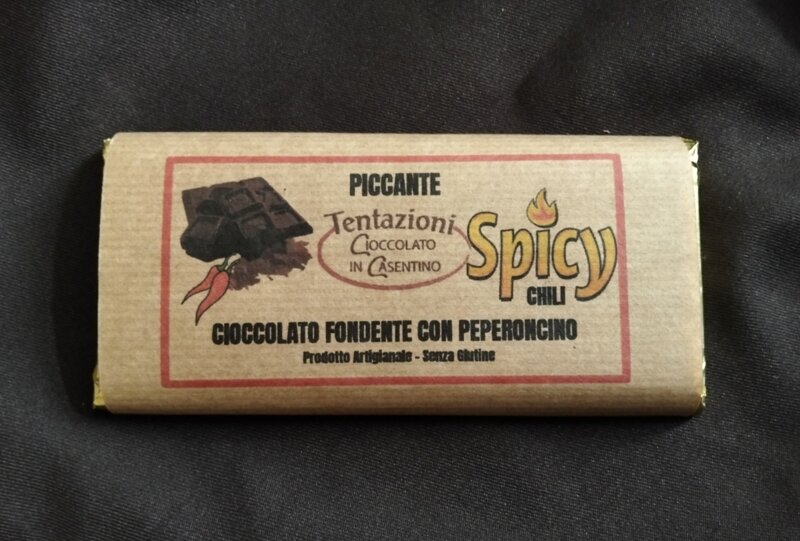 PICCANTE
Tentazioni
CIOCCOLATO
IN CASENTINO
Spicy
CHILI
CIOCCOLATO FONDENTE CON PEPERONCINO
Prodotto Artigianale - Senza Glutine